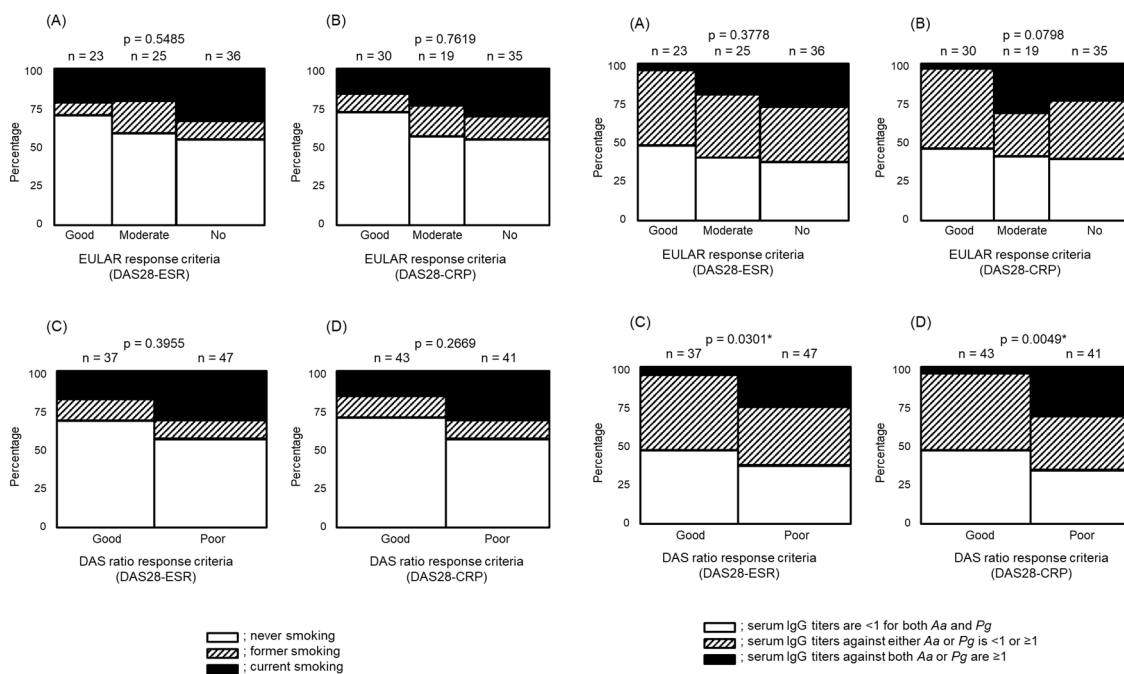 (A)
p = 0.5485
n = 23 n = 25 n = 36
100
75
50
25
0
Percentage
Good Moderate No
EULAR response criteria
(DAS28-ESR)
(B)
p = 0.7619
n = 30 n = 19 n = 35
100
75
50
25
0
Percentage
Good Moderate No
EULAR response criteria
(DAS28-CRP)
(A)
p = 0.3778
n = 23 n = 25 n = 36
100
75
50
25
0
Percentage
Good Moderate No
EULAR response criteria
(DAS28-ESR)
(B)
p = 0.0798
n = 30 n = 19 n = 35
100
75
50
25
0
Percentage
Good Moderate No
EULAR response criteria
(DAS28-CRP)
(C)
p = 0.3955
n = 37 n = 47
100
75
50
25
0
Percentage
Good Poor
DAS ratio response criteria
(DAS28-ESR)
(D)
p = 0.2669
n = 43 n = 41
100
75
50
25
0
Percentage
Good Poor
DAS ratio response criteria
(DAS28-CRP)
(C)
p = 0.0301*
n = 37 n = 47
100
75
50
25
0
Percentage
Good Poor
DAS ratio response criteria
(DAS28-ESR)
(D)
p = 0.0049*
n = 43 n = 41
100
75
50
25
0
Percentage
Good Poor
DAS ratio response criteria
(DAS28-CRP)
; never smoking
; former smoking
; current smoking
; serum IgG titers are <1 for both Aa and Pg
; serum IgG titers against either Aa or Pg is <1 or ≥1
; serum IgG titers against both Aa or Pg are ≥1